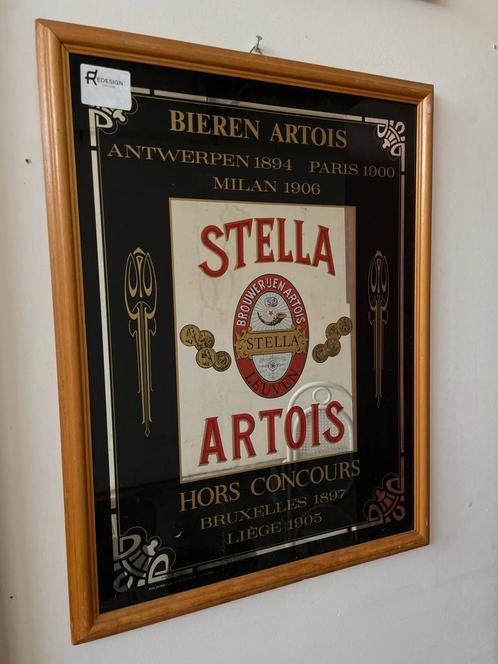 REDESIGN
BIEREN ARTOIS
ANTWERPEN 1894 PARIS 1900
MILAN 1906
STELLA
BROUWERIJEN ARTOIS
STELLA
LEUVEN
ARTOIS
HORS CONCOURS
BRUXELLES 1897
LIÈGE 1905